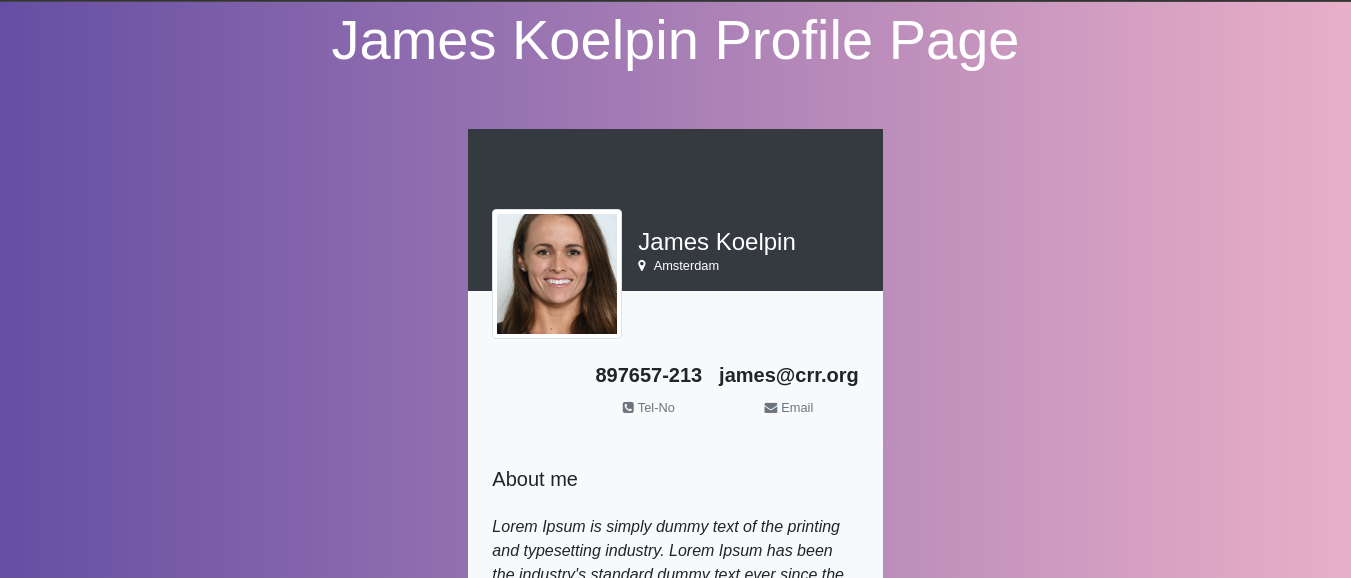 James Koelpin Profile Page
James Koelpin
Amsterdam
897657-213 james@crr.org
Tel-No Email
About me
Lorem Ipsum is simply dummy text of the printing
and typesetting industry. Lorem Ipsum has been
the industry's standard dummy text ever since the